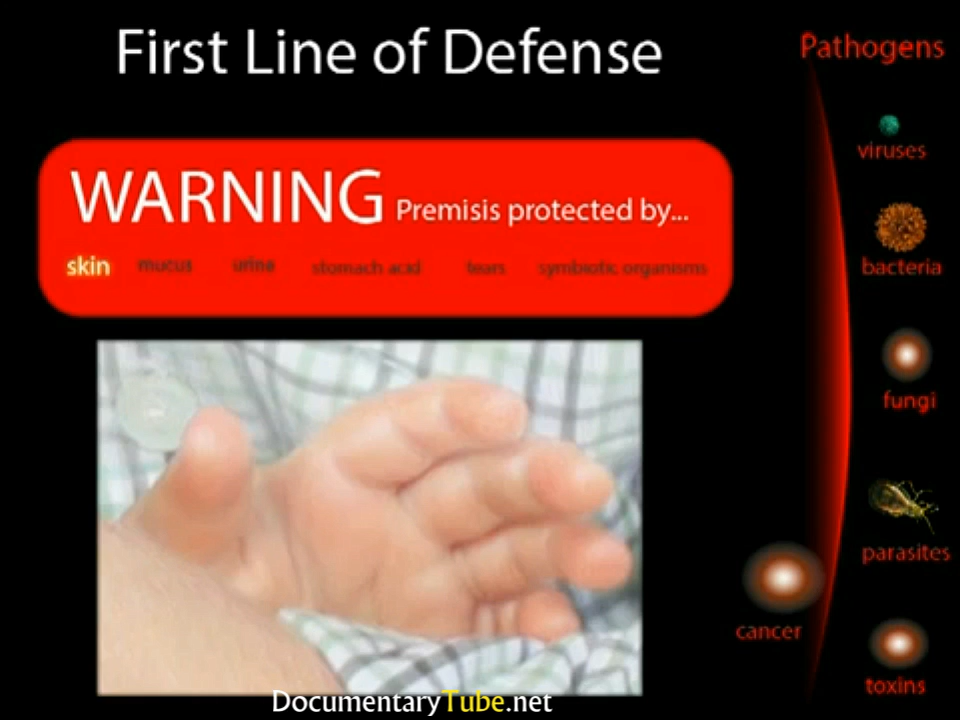 First Line of Defense
Pathogens
WARNING Premisis protected by...
skin mucus urine stomach acid tears symbiotic organisms
viruses
bacteria
fungi
parasites
cancer
toxins
DocumentaryTube.net